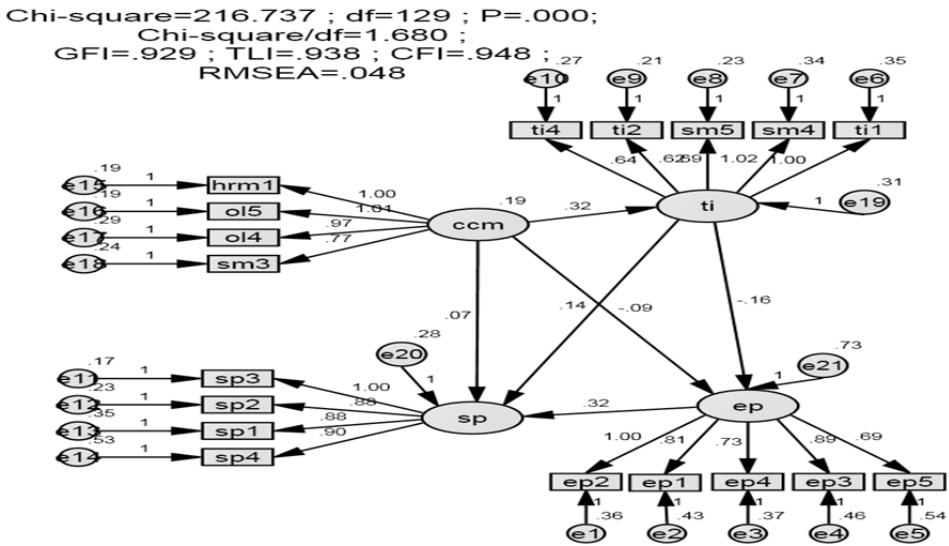 Chi-square=216.737 ; df=129 ; P=.000;
Chi-square/df=1.680 ;
GFI=.929 ; TLI=.938 ; CFI=.948 ;
RMSEA=.048
.27 .21 .23 .34 .35
e10 e9 e8 e7 e6
1 1 1 1 1
ti4 ti2 sm5 sm4 ti1
.64 .62 .69 1.02 1.00
.19 e15 1 hrm1 1.00
.19 e16 1 ol5 1.01
.29 e17 1 ol4 .97
.24 e18 1 sm3 .77
ccm .19 .32 ti 1 e19 .31
.07 .14 -.09 -.16
.28 e20 1
.73 e21 1
.17 e11 1 sp3 1.00
.23 e12 1 sp2 .88
.35 e13 1 sp1 .88
.53 e14 1 sp4 .90
sp .32 ep
1.00 .81 .73 .89 .69
ep2 ep1 ep4 ep3 ep5
1 1 1 1 1
.36 .43 .37 .46 .54
e1 e2 e3 e4 e5